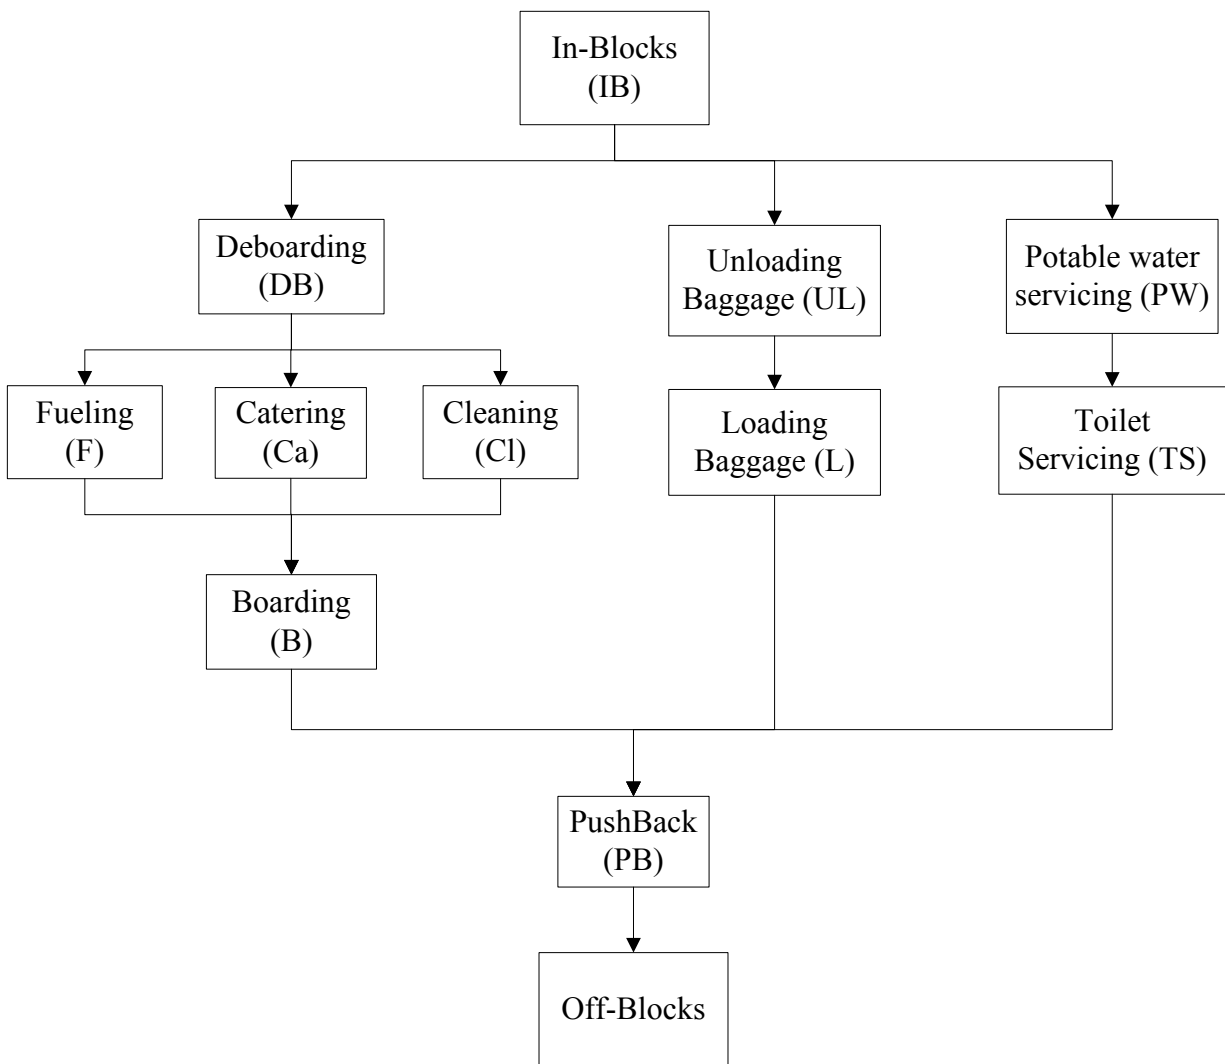 In-Blocks
(IB)
Deboarding
(DB)
Unloading
Baggage (UL)
Potable water
servicing (PW)
Fueling
(F)
Catering
(Ca)
Cleaning
(Cl)
Loading
Baggage (L)
Toilet
Servicing (TS)
Boarding
(B)
PushBack
(PB)
Off-Blocks